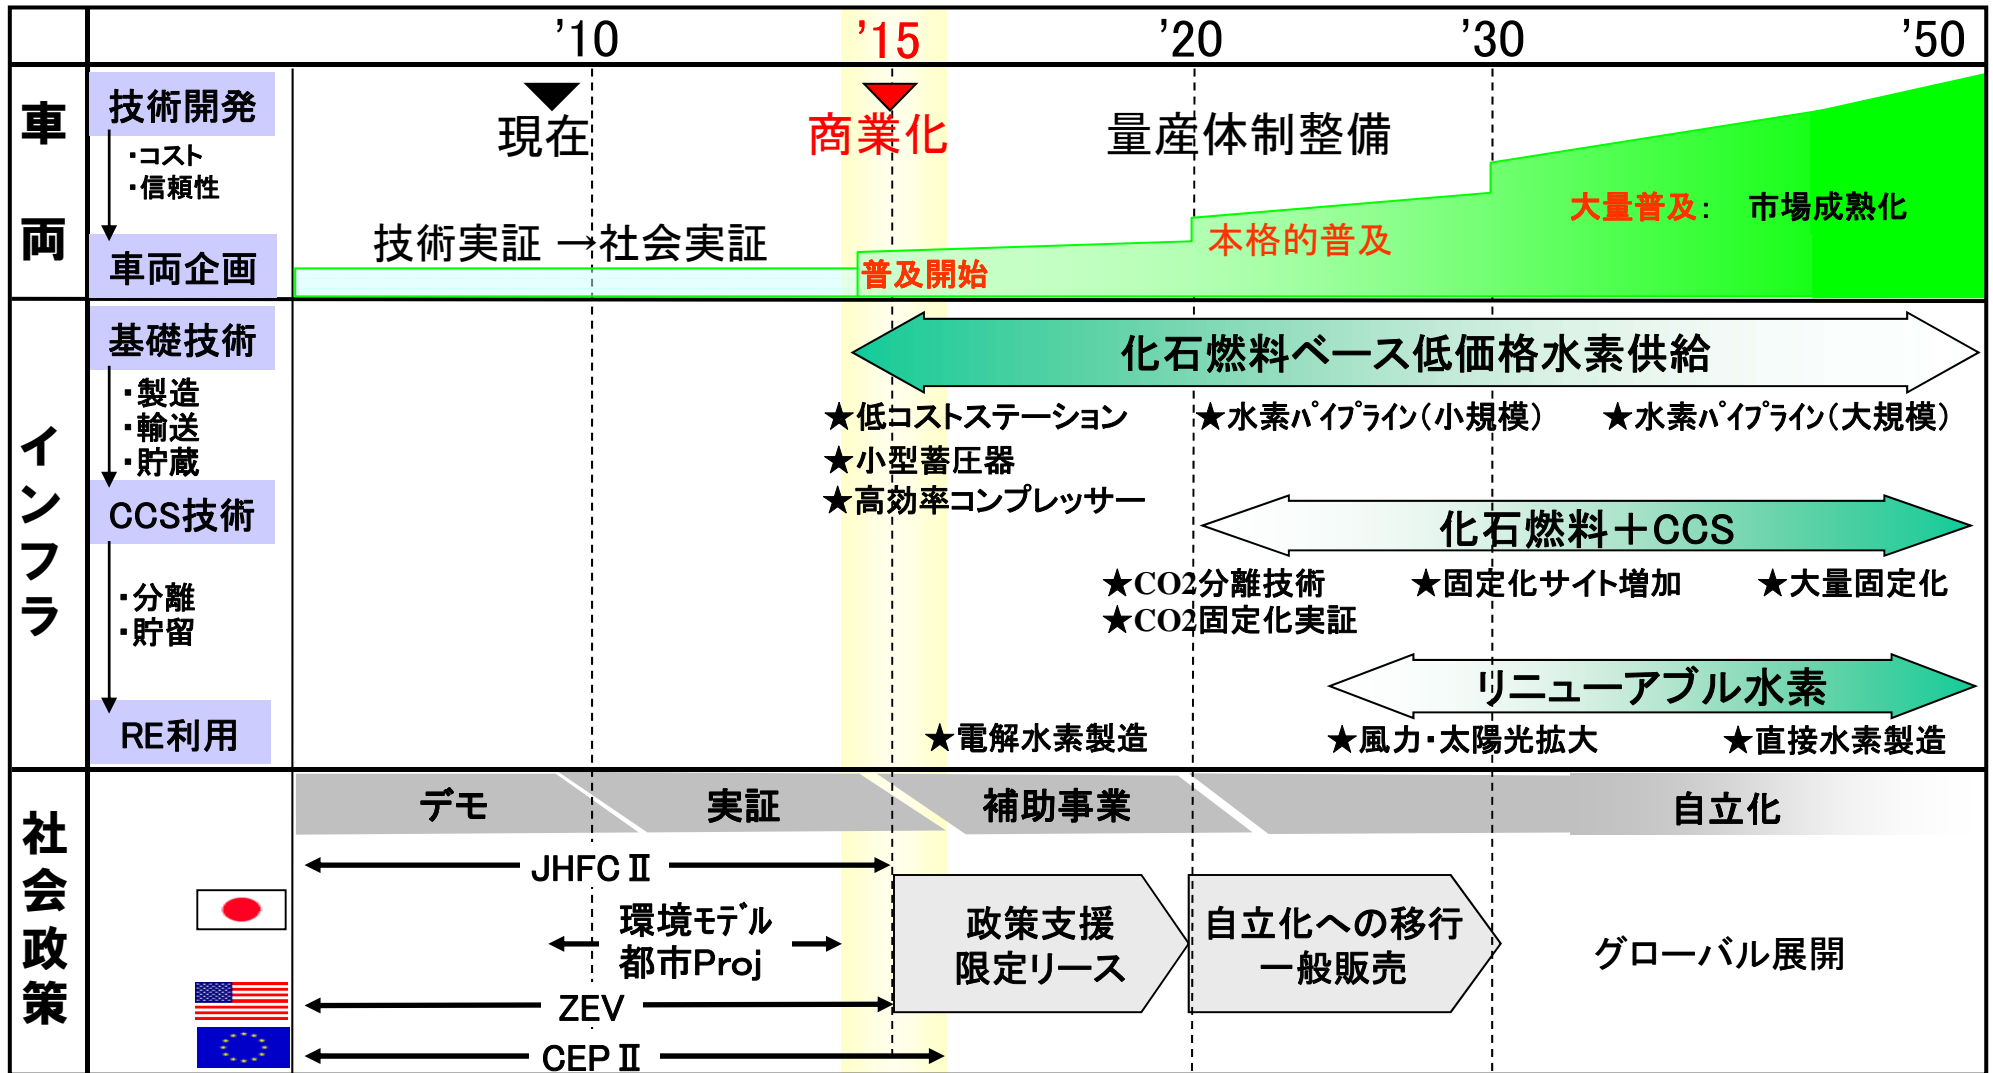 ’10
’15
’20
’30
’50
車両
技術開発
・コスト
・信頼性
車両企画
現在
商業化
量産体制整備
技術実証 →社会実証
普及開始
本格的普及
大量普及： 市場成熟化
インフラ
基礎技術
・製造
・輸送
・貯蔵
CCS技術
・分離
・貯留
RE利用
化石燃料ベース低価格水素供給
★低コストステーション
★水素ﾊﾟｲﾌﾟﾗｲﾝ（小規模）
★水素ﾊﾟｲﾌﾟﾗｲﾝ（大規模）
★小型蓄圧器
★高効率コンプレッサー
化石燃料＋CCS
★CO2分離技術
★固定化サイト増加
★大量固定化
★CO2固定化実証
リニューアブル水素
★電解水素製造
★風力・太陽光拡大
★直接水素製造
社会政策
デモ
実証
補助事業
自立化
JHFCⅡ
環境ﾓﾃﾞﾙ
都市Proj
政策支援
限定リース
自立化への移行
一般販売
グローバル展開
ZEV
CEPⅡ